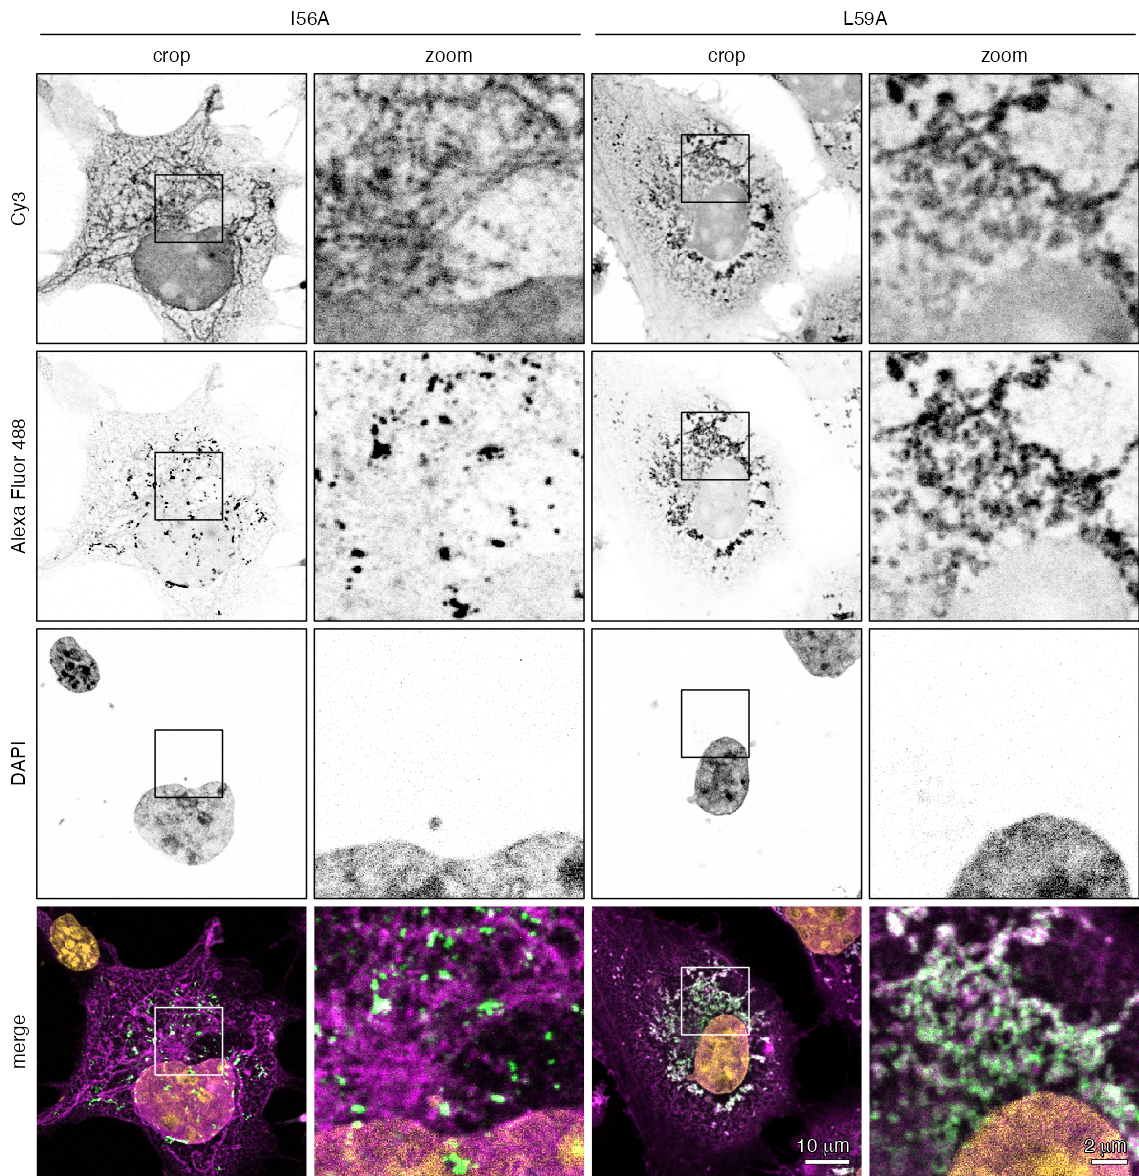 I56A
L59A
crop
zoom
crop
zoom
Cy3
Alexa Fluor 488
DAPI
merge
10 μm
2 μm